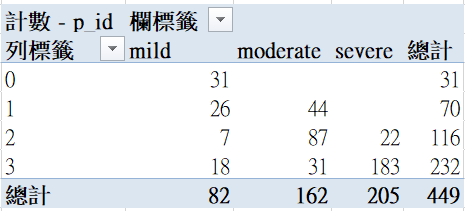 計數 - p_id 欄標籤
列標籤 mild moderate severe 總計
0 31 31
1 26 44 70
2 7 87 22 116
3 18 31 183 232
總計 82 162 205 449